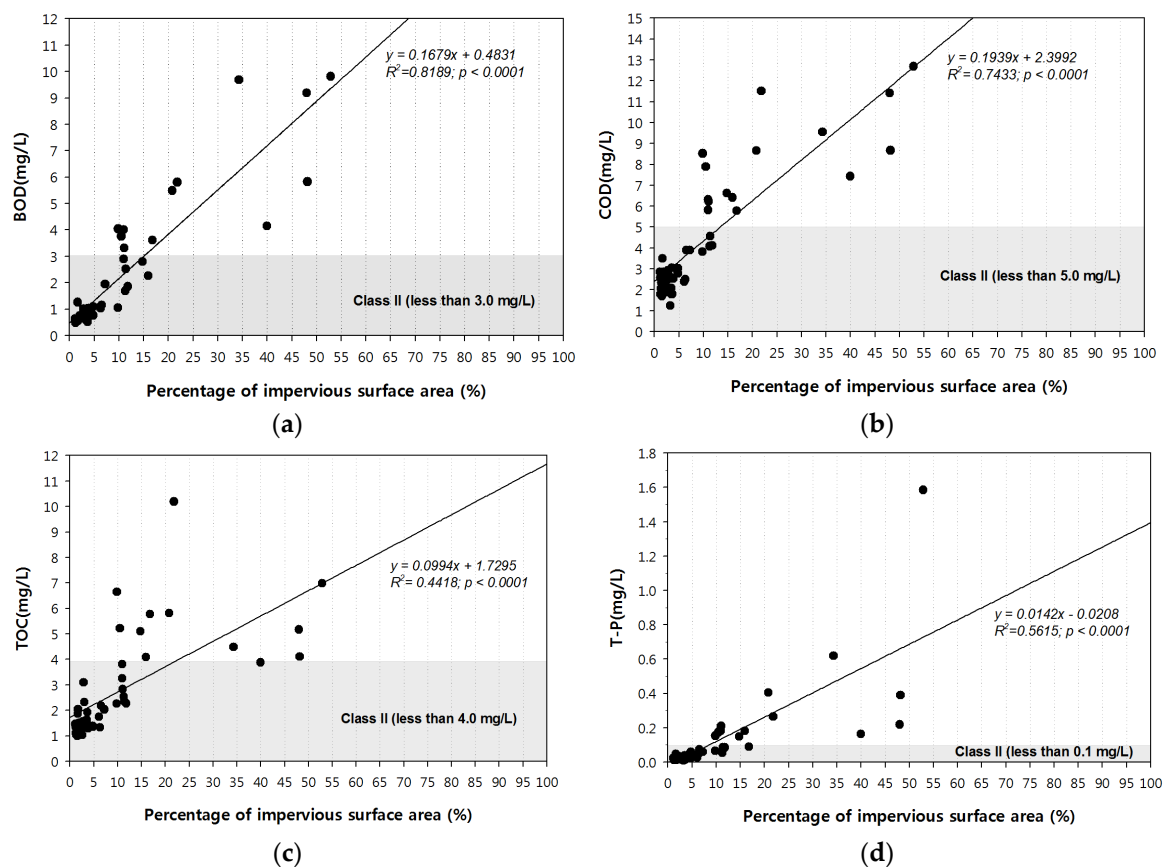 12
11
10
9
8
7
6
5
4
3
2
1
0
BOD(mg/L)
y = 0.1679x + 0.4831
R²=0.8189; p < 0.0001
Class II (less than 3.0 mg/L)
0 5 10 15 20 25 30 35 40 45 50 55 60 65 70 75 80 85 90 95 100
Percentage of impervious surface area (%)
(a)
15
14
13
12
11
10
9
8
7
6
5
4
3
2
1
0
COD(mg/L)
y = 0.1939x + 2.3992
R²= 0.7433; p < 0.0001
Class II (less than 5.0 mg/L)
0 5 10 15 20 25 30 35 40 45 50 55 60 65 70 75 80 85 90 95 100
Percentage of impervious surface area (%)
(b)
12
11
10
9
8
7
6
5
4
3
2
1
0
TOC(mg/L)
y = 0.0994x + 1.7295
R²= 0.4418; p < 0.0001
Class II (less than 4.0 mg/L)
0 5 10 15 20 25 30 35 40 45 50 55 60 65 70 75 80 85 90 95 100
Percentage of impervious surface area (%)
(c)
1.8
1.6
1.4
1.2
1.0
0.8
0.6
0.4
0.2
0.0
T-P(mg/L)
y = 0.0142x - 0.0208
R²=0.5615; p < 0.0001
Class II (less than 0.1 mg/L)
0 5 10 15 20 25 30 35 40 45 50 55 60 65 70 75 80 85 90 95 100
Percentage of impervious surface area (%)
(d)